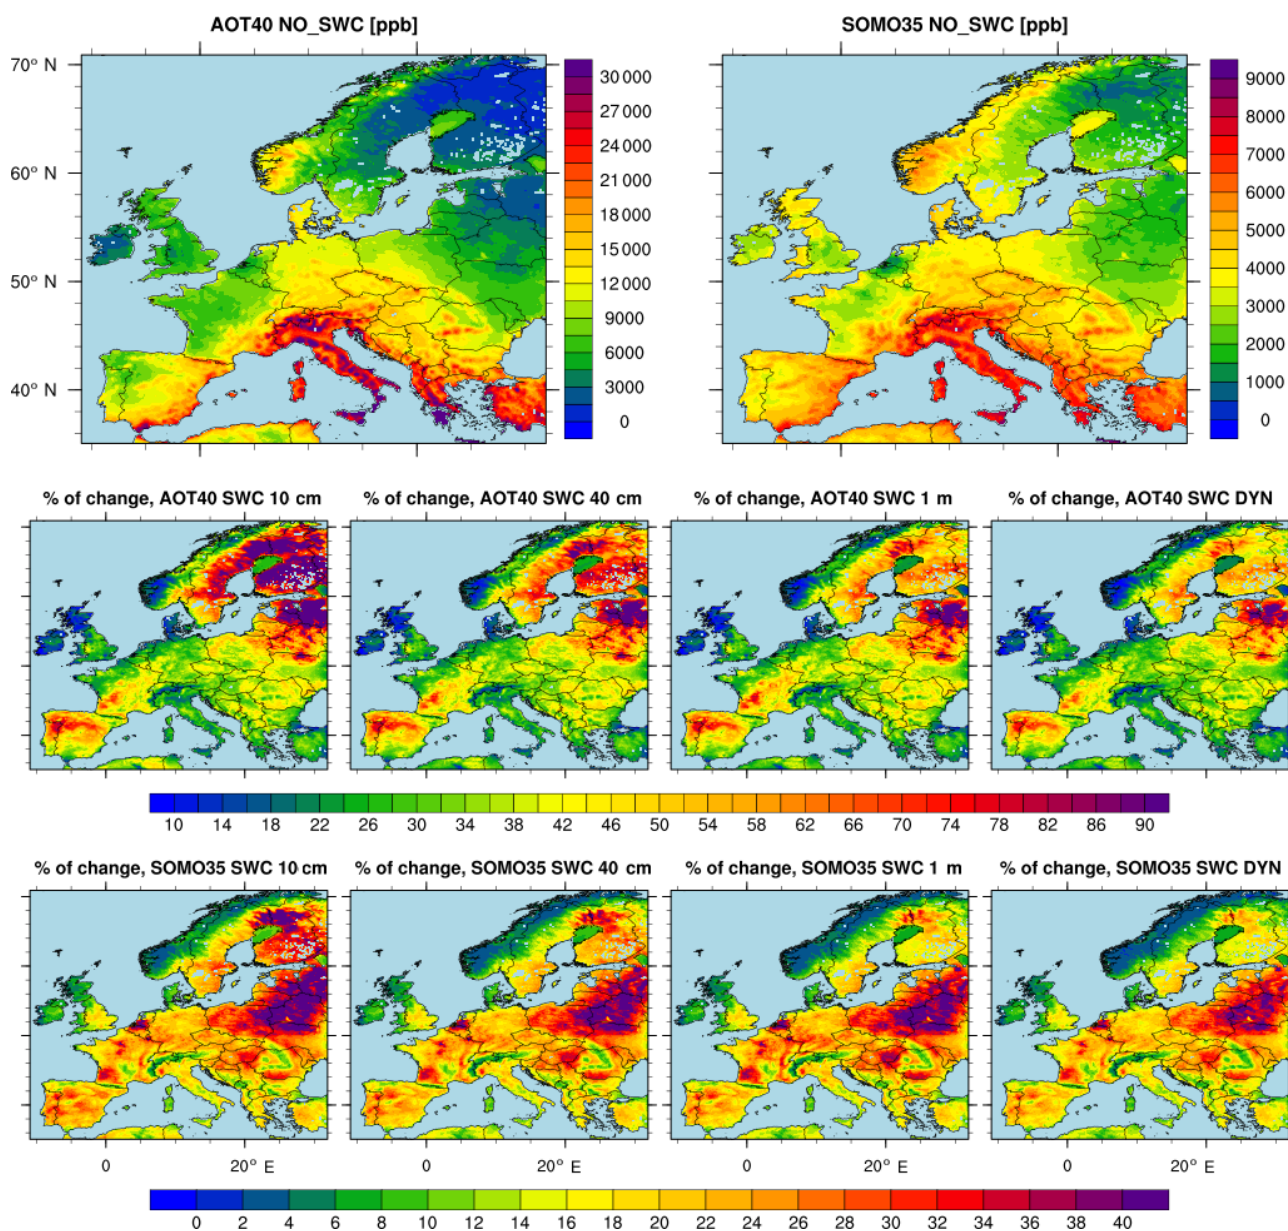 AOT40 NO_SWC [ppb]
SOMO35 NO_SWC [ppb]
70° N
60° N
50° N
40° N
30 000
27 000
24 000
21 000
18 000
15 000
12 000
9000
6000
3000
0
9000
8000
7000
6000
5000
4000
3000
2000
1000
0
% of change, AOT40 SWC 10 cm
% of change, AOT40 SWC 40 cm
% of change, AOT40 SWC 1 m
% of change, AOT40 SWC DYN
10 14 18 22 26 30 34 38 42 46 50 54 58 62 66 70 74 78 82 86 90
% of change, SOMO35 SWC 10 cm
% of change, SOMO35 SWC 40 cm
% of change, SOMO35 SWC 1 m
% of change, SOMO35 SWC DYN
0 20° E 0 20° E 0 20° E 0 20° E
0 2 4 6 8 10 12 14 16 18 20 22 24 26 28 30 32 34 36 38 40